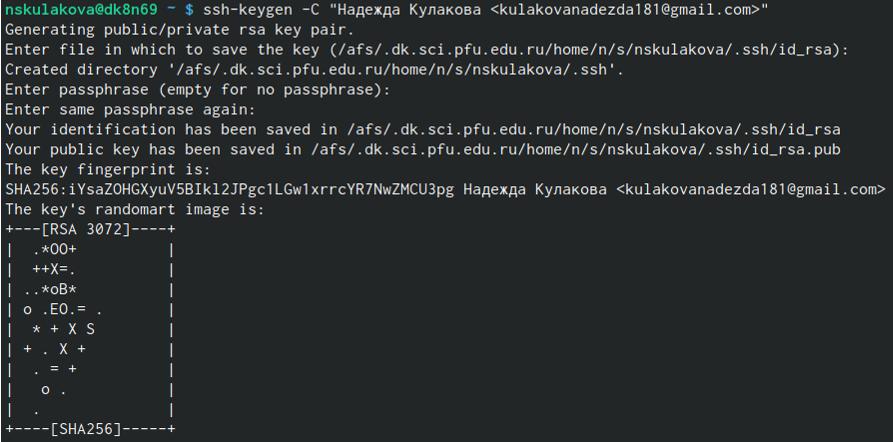 nskulakova@dk8n69 ~ $ ssh-keygen -C "Надежда Кулакова <kulakovanadezda181@gmail.com>"
Generating public/private rsa key pair.
Enter file in which to save the key (/afs/.dk.sci.pfu.edu.ru/home/n/s/nskulakova/.ssh/id_rsa):
Created directory '/afs/.dk.sci.pfu.edu.ru/home/n/s/nskulakova/.ssh'.
Enter passphrase (empty for no passphrase):
Enter same passphrase again:
Your identification has been saved in /afs/.dk.sci.pfu.edu.ru/home/n/s/nskulakova/.ssh/id_rsa
Your public key has been saved in /afs/.dk.sci.pfu.edu.ru/home/n/s/nskulakova/.ssh/id_rsa.pub
The key fingerprint is:
SHA256:iYsaZOHGXyuV5BIkl2JPgc1LGw1xrrcYR7NwZMCU3pg Надежда Кулакова <kulakovanadezda181@gmail.com>
The key's randomart image is:
+---[RSA 3072]----+
|  .*OO+          |
|  ++X=.          |
| ..*oB*          |
| o .EO.= .       |
|  * + X S        |
| + . X +         |
|  . = +          |
|   o .           |
|  .              |
+----[SHA256]-----+